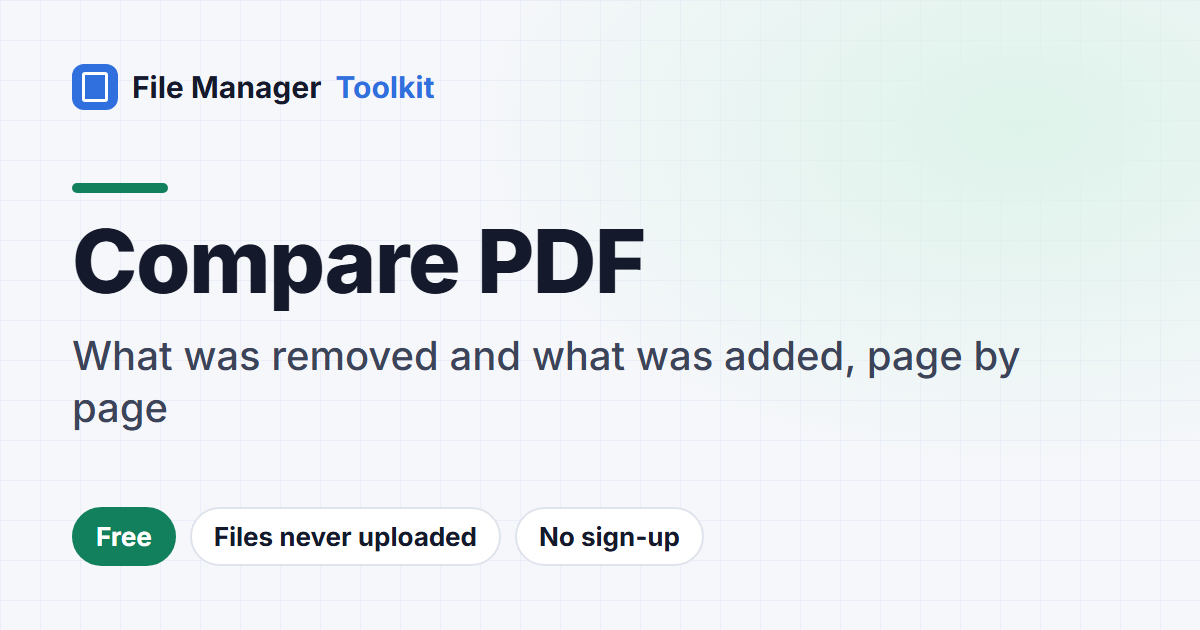 File Manager Toolkit
Compare PDF
What was removed and what was added, page by
page
Free
Files never uploaded
No sign-up